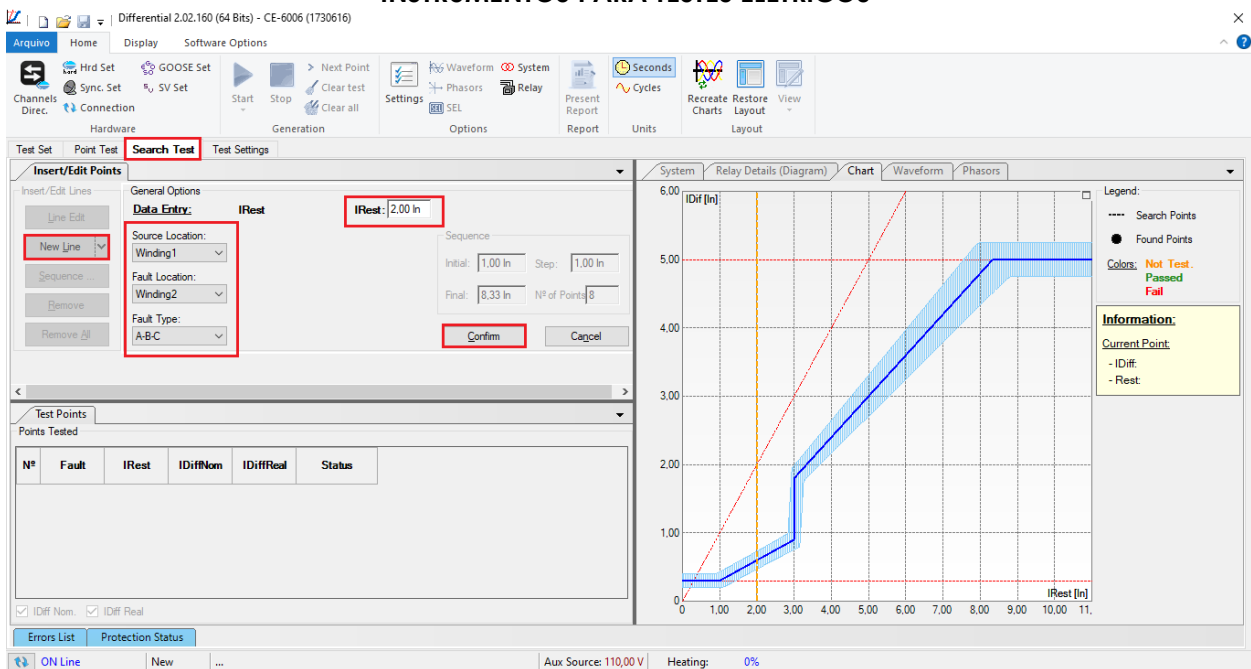 INSTRUMENTOS PARA TESTES ELÉTRICOS
Differential 2.02.160 (64 Bits) - CE-6006 (1730616)
Arquivo Home Display Software Options
Channels Direc.
Hrd Set
Sync. Set
Connection
GOOSE Set
SV Set
Hardware
Start Stop
Next Point
Clear test
Clear all
Generation
Settings
Waveform
Phasors
SEL
System
Relay
Options
Present Report
Report
Seconds
Cycles
Units
Recreate Charts
Restore Layout
View
Layout
Test Set Point Test Search Test Test Settings
Insert/Edit Points
Insert/Edit Lines
Line Edit
New Line
Sequence ...
Remove
Remove All
General Options
Data Entry: IRest IRest: 2,00 In
Source Location:
Winding1
Fault Location:
Winding2
Fault Type:
A-B-C
Sequence
Initial: 1,00 In Step: 1,00 In
Final: 8,33 In Nº of Points 8
Confirm Cancel
Test Points
Points Tested
Nº Fault IRest IDiffNom IDiffReal Status
IDiff Nom. IDiff Real
System Relay Details (Diagram) Chart Waveform Phasors
IDif [In]
6,00
5,00
4,00
3,00
2,00
1,00
0
0 1,00 2,00 3,00 4,00 5,00 6,00 7,00 8,00 9,00 10,00 11,
IRest [In]
Legend:
Search Points
Found Points
Colors: Not Test.
Passed
Fail
Information:
Current Point:
- IDiff:
- Rest:
Errors List Protection Status
ON Line New ... Aux Source: 110,00 V Heating: 0%